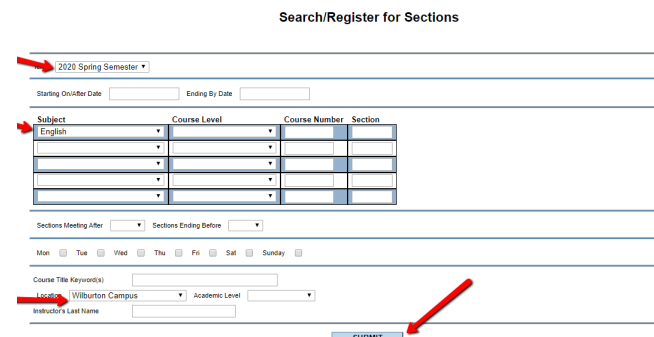 Search/Register for Sections
2020 Spring Semester
Starting On/After Date Ending By Date
Subject Course Level Course Number Section
English
Sections Meeting After Sections Ending Before
Mon Tue Wed Thu Fri Sat Sunday
Course Title Keyword(s)
Location Wilburton Campus Academic Level
Instructor's Last Name
SUBMIT